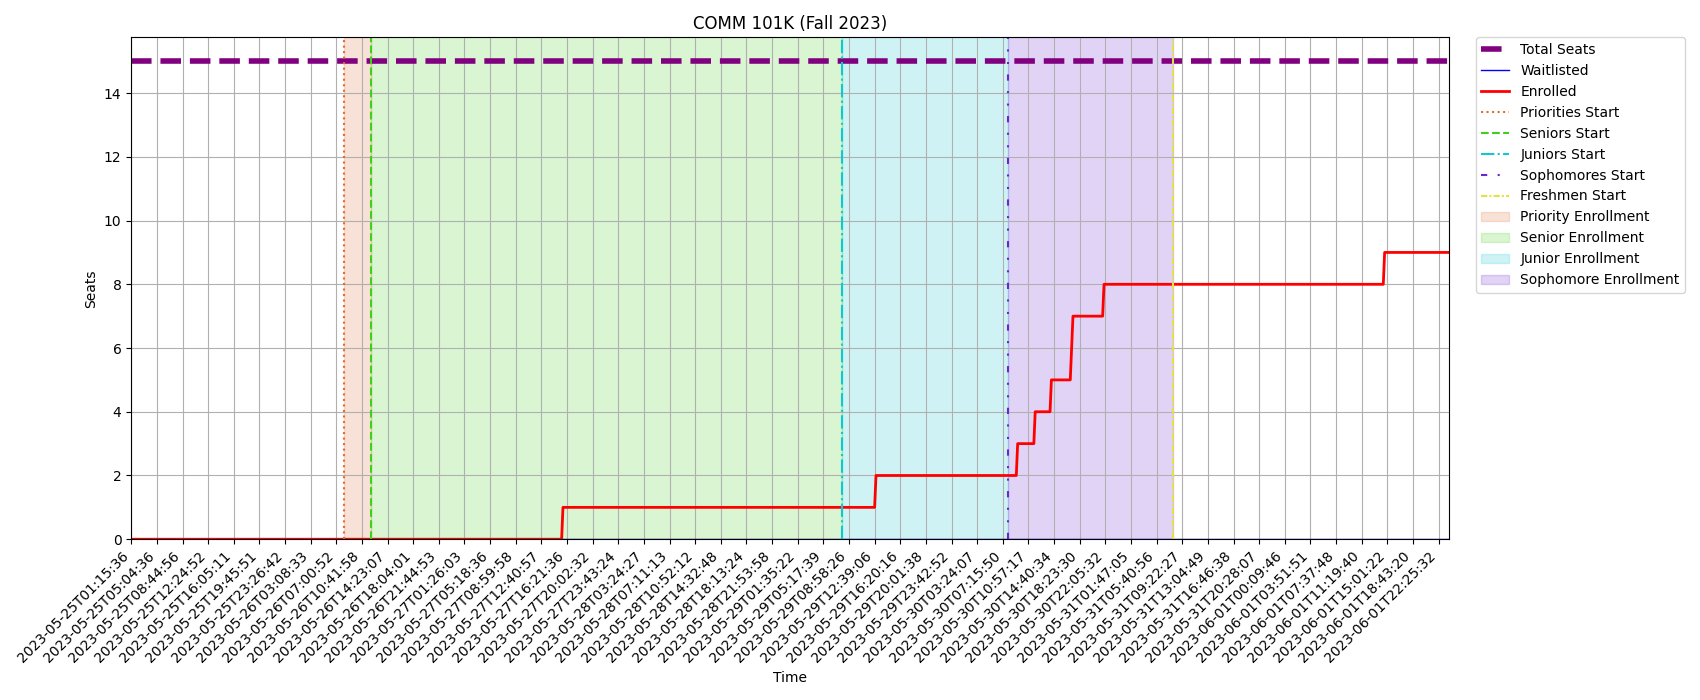 COMM 101K (Fall 2023)
Total Seats
Waitlisted
Enrolled
Priorities Start
Seniors Start
Juniors Start
Sophomores Start
Freshmen Start
Priority Enrollment
Senior Enrollment
Junior Enrollment
Sophomore Enrollment
Seats
14
12
10
8
6
4
2
0
2023-05-25T01:15:36
2023-05-25T05:04:36
2023-05-25T08:44:56
2023-05-25T12:24:52
2023-05-25T16:05:11
2023-05-25T19:45:51
2023-05-25T23:26:42
2023-05-26T03:08:33
2023-05-26T07:00:52
2023-05-26T10:41:58
2023-05-26T14:23:07
2023-05-26T18:04:01
2023-05-26T21:44:53
2023-05-27T01:26:03
2023-05-27T05:18:36
2023-05-27T08:59:58
2023-05-27T12:40:57
2023-05-27T16:21:36
2023-05-27T20:02:32
2023-05-27T23:43:24
2023-05-28T03:24:27
2023-05-28T07:11:13
2023-05-28T10:52:12
2023-05-28T14:32:48
2023-05-28T18:13:24
2023-05-28T21:53:58
2023-05-29T01:35:22
2023-05-29T05:17:39
2023-05-29T08:58:26
2023-05-29T12:39:06
2023-05-29T16:20:16
2023-05-29T20:01:38
2023-05-29T23:42:52
2023-05-30T03:24:07
2023-05-30T07:15:50
2023-05-30T10:57:17
2023-05-30T14:40:34
2023-05-30T18:23:30
2023-05-30T22:05:32
2023-05-31T01:47:05
2023-05-31T05:40:56
2023-05-31T09:22:27
2023-05-31T13:04:49
2023-05-31T16:46:38
2023-05-31T20:28:07
2023-06-01T00:09:46
2023-06-01T03:51:51
2023-06-01T07:37:48
2023-06-01T11:19:40
2023-06-01T15:01:22
2023-06-01T18:43:20
2023-06-01T22:25:32
Time